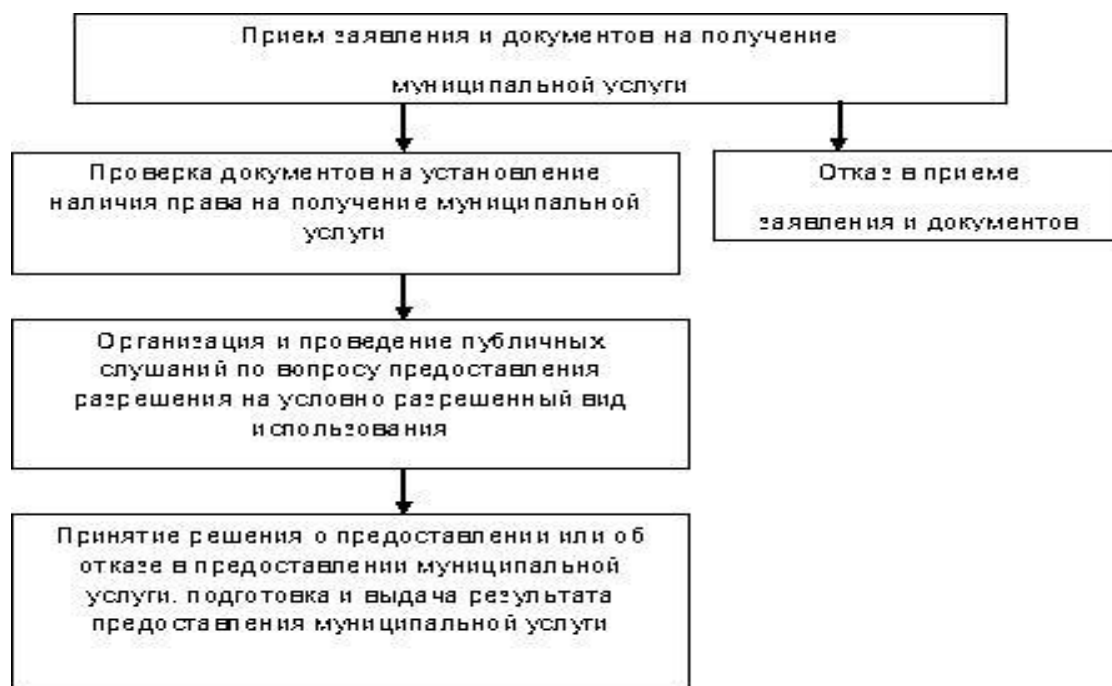 Прием заявления и документов на получение
муниципальной услуги
Проверка документов на установление
наличия права на получение муниципальной
услуги
Отказ в приеме
заявления и документов
Организация и проведение публичных
слушаний по вопросу предоставления
разрешения на условно разрешенный вид
использования
Принятие решения о предоставлении или об
отказе в предоставлении муниципальной
услуги, подготовка и выдача результата
предоставления муниципальной услуги